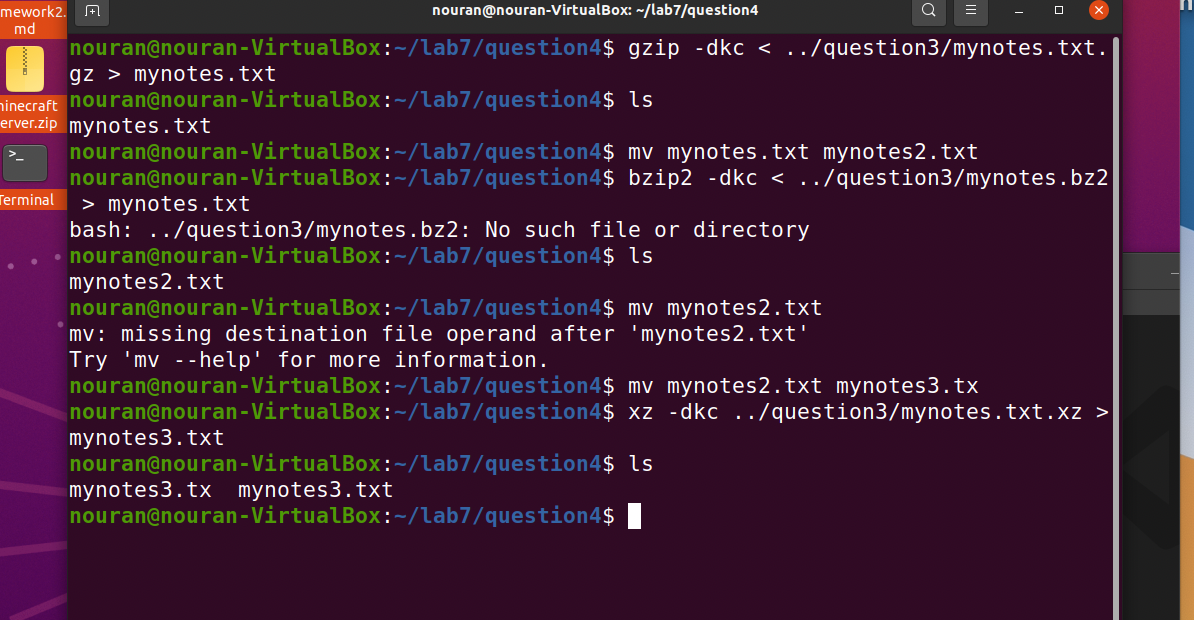 mework2.
md
ninecraft
erver.zip
>_
Terminal
nouran@nouran-VirtualBox: ~/lab7/question4
nouran@nouran-VirtualBox:~/lab7/question4$ gzip -dkc < ../question3/mynotes.txt.
gz > mynotes.txt
nouran@nouran-VirtualBox:~/lab7/question4$ ls
mynotes.txt
nouran@nouran-VirtualBox:~/lab7/question4$ mv mynotes.txt mynotes2.txt
nouran@nouran-VirtualBox:~/lab7/question4$ bzip2 -dkc < ../question3/mynotes.bz2
 > mynotes.txt
bash: ../question3/mynotes.bz2: No such file or directory
nouran@nouran-VirtualBox:~/lab7/question4$ ls
mynotes2.txt
nouran@nouran-VirtualBox:~/lab7/question4$ mv mynotes2.txt
mv: missing destination file operand after 'mynotes2.txt'
Try 'mv --help' for more information.
nouran@nouran-VirtualBox:~/lab7/question4$ mv mynotes2.txt mynotes3.tx
nouran@nouran-VirtualBox:~/lab7/question4$ xz -dkc ../question3/mynotes.txt.xz >
mynotes3.txt
nouran@nouran-VirtualBox:~/lab7/question4$ ls
mynotes3.tx  mynotes3.txt
nouran@nouran-VirtualBox:~/lab7/question4$